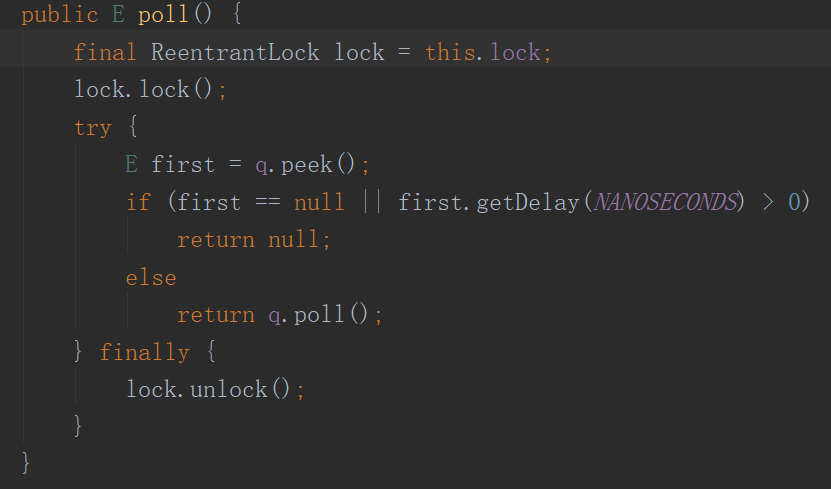 public E poll() {
    final ReentrantLock lock = this.lock;
    lock.lock();
    try {
        E first = q.peek();
        if (first == null || first.getDelay(NANOSECONDS) > 0)
            return null;
        else
            return q.poll();
    } finally {
        lock.unlock();
    }
}